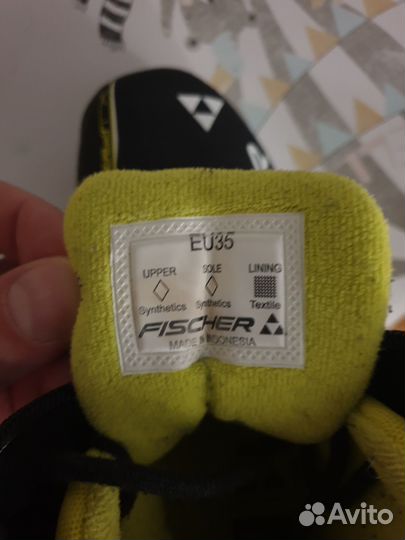 EU35
UPPER SOLE LINING
Synthetics Synthetics Textile
FISCHER
MADE IN INDONESIA
Avito